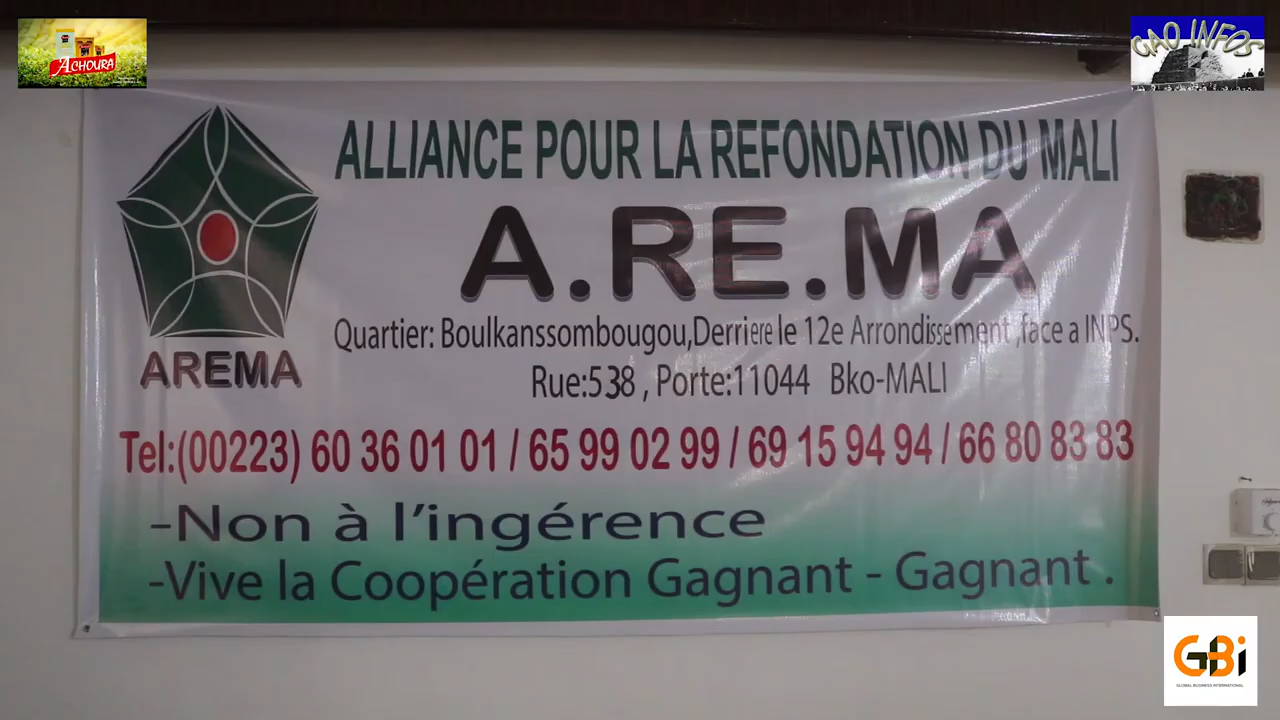 ACHOURA
GAO INFOS
ALLIANCE POUR LA REFONDATION DU MALI
A.RE.MA
AREMA
Quartier: Boulkanssombougou,Derriere le 12e Arrondissement ,face a INPS.
Rue:538 , Porte:11044 Bko-MALI
Tel:(00223) 60 36 01 01 / 65 99 02 99 / 69 15 94 94 / 66 80 83 83
-Non à l'ingérence
-Vive la Coopération Gagnant - Gagnant .
GBi
GLOBAL BUSINESS INTERNATIONAL